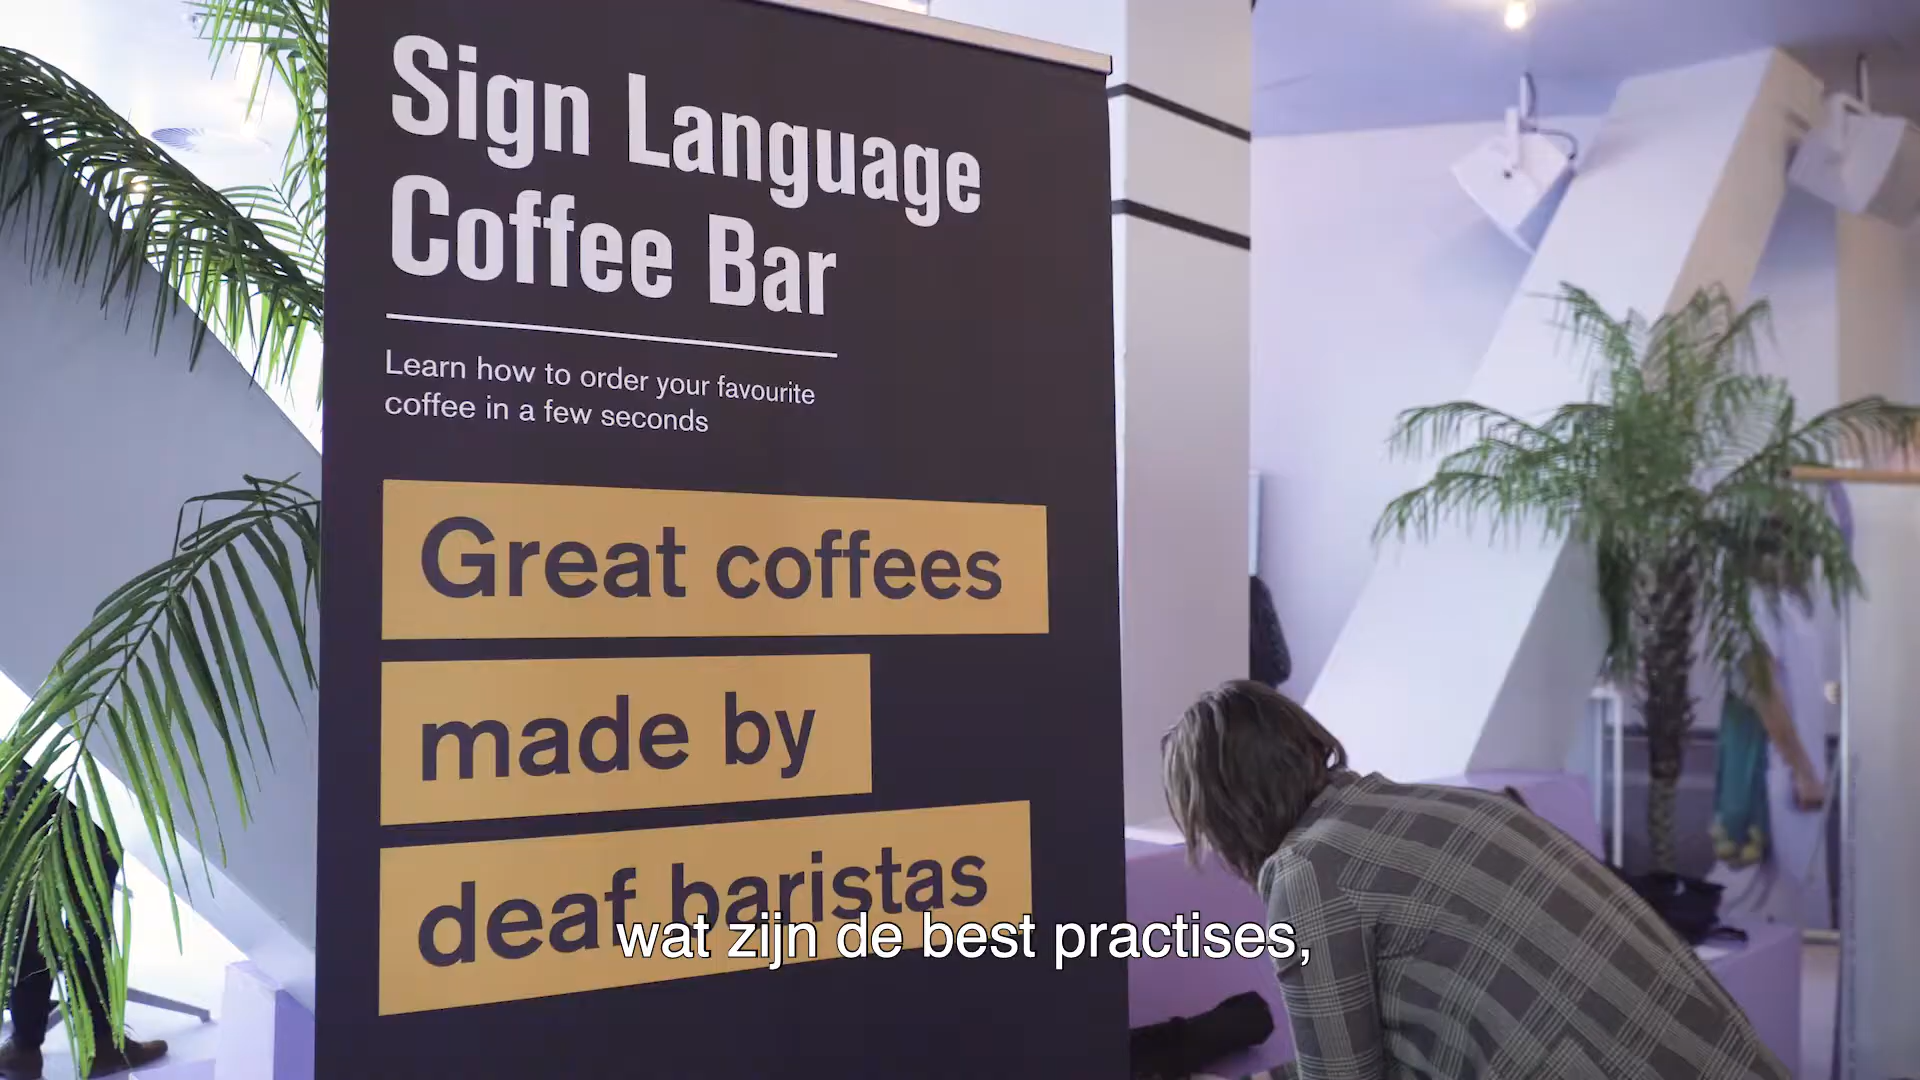 Sign Language
Coffee Bar
Learn how to order your favourite
coffee in a few seconds
Great coffees
made by
deaf baristas
wat zijn de best practises,